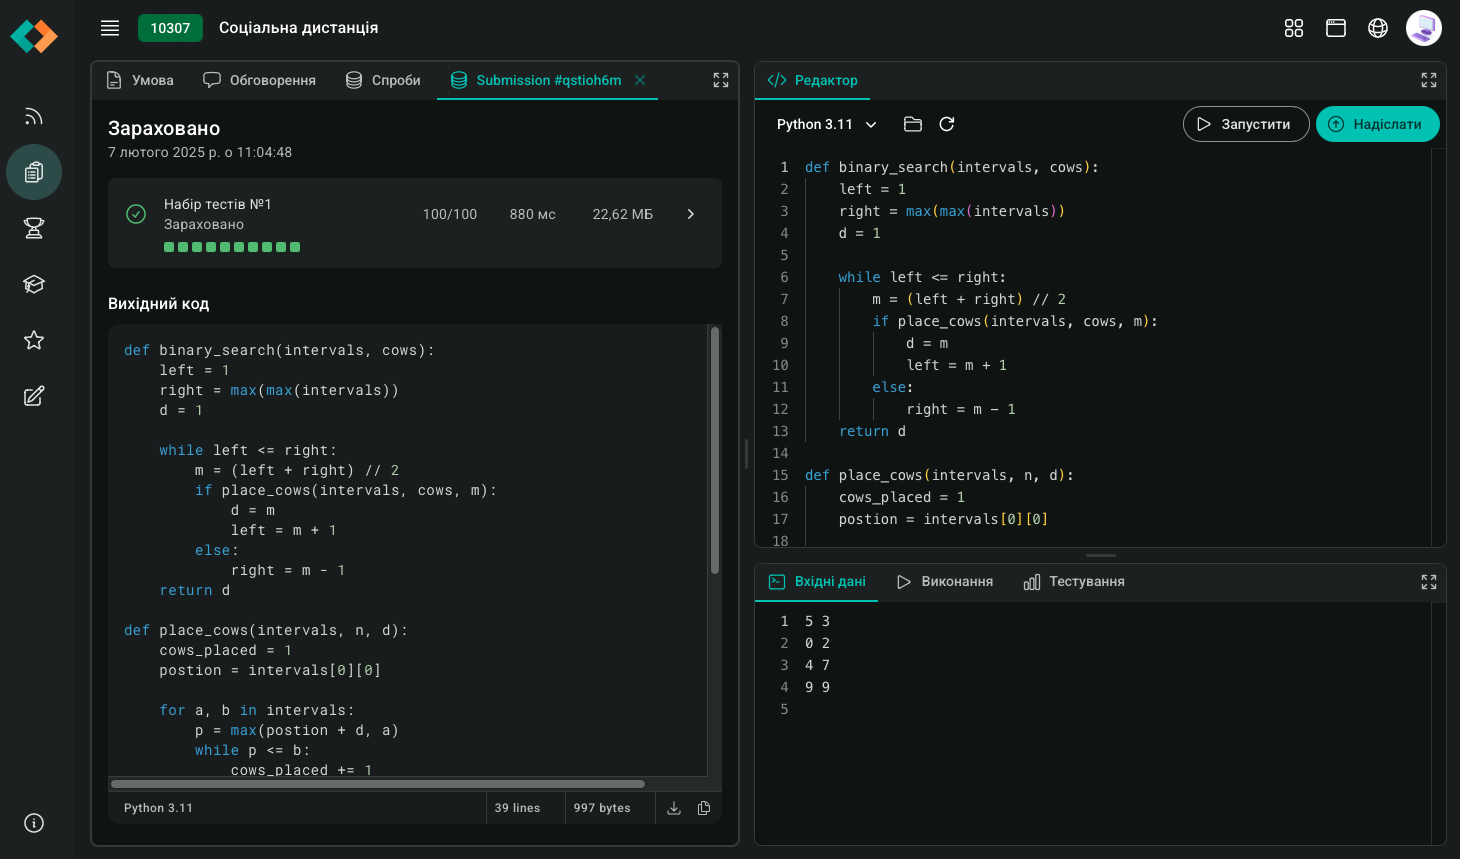 10307 Соціальна дистанція
Умова Обговорення Спроби Submission #qstioh6m
Зараховано
7 лютого 2025 р. о 11:04:48
Набір тестів №1
Зараховано
100/100 880 мс 22,62 МБ
Вихідний код
def binary_search(intervals, cows):
    left = 1
    right = max(max(intervals))
    d = 1
    while left <= right:
        m = (left + right) // 2
        if place_cows(intervals, cows, m):
            d = m
            left = m + 1
        else:
            right = m - 1
    return d
def place_cows(intervals, n, d):
    cows_placed = 1
    postion = intervals[0][0]
    for a, b in intervals:
        p = max(postion + d, a)
        while p <= b:
            cows_placed += 1
Python 3.11 39 lines 997 bytes
Редактор
Python 3.11 Запустити Надіслати
1 def binary_search(intervals, cows):
2     left = 1
3     right = max(max(intervals))
4     d = 1
5
6     while left <= right:
7         m = (left + right) // 2
8         if place_cows(intervals, cows, m):
9             d = m
10             left = m + 1
11         else:
12             right = m - 1
13     return d
14
15 def place_cows(intervals, n, d):
16     cows_placed = 1
17     postion = intervals[0][0]
18
Вхідні дані Виконання Тестування
1 5 3
2 0 2
3 4 7
4 9 9
5